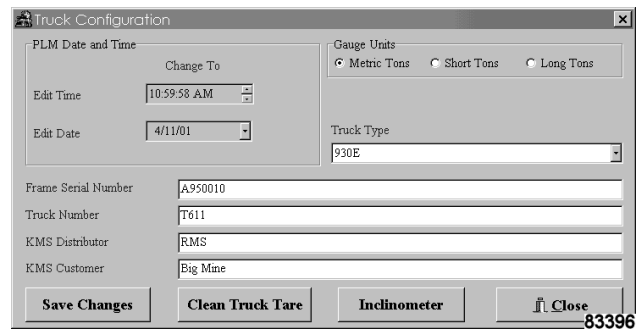 Truck Configuration
PLM Date and Time
Change To
Edit Time 10:59:58 AM
Edit Date 4/11/01
Gauge Units
Metric Tons Short Tons Long Tons
Truck Type
930E
Frame Serial Number A950010
Truck Number T611
KMS Distributor RMS
KMS Customer Big Mine
Save Changes Clean Truck Tare Inclinometer Close
83396